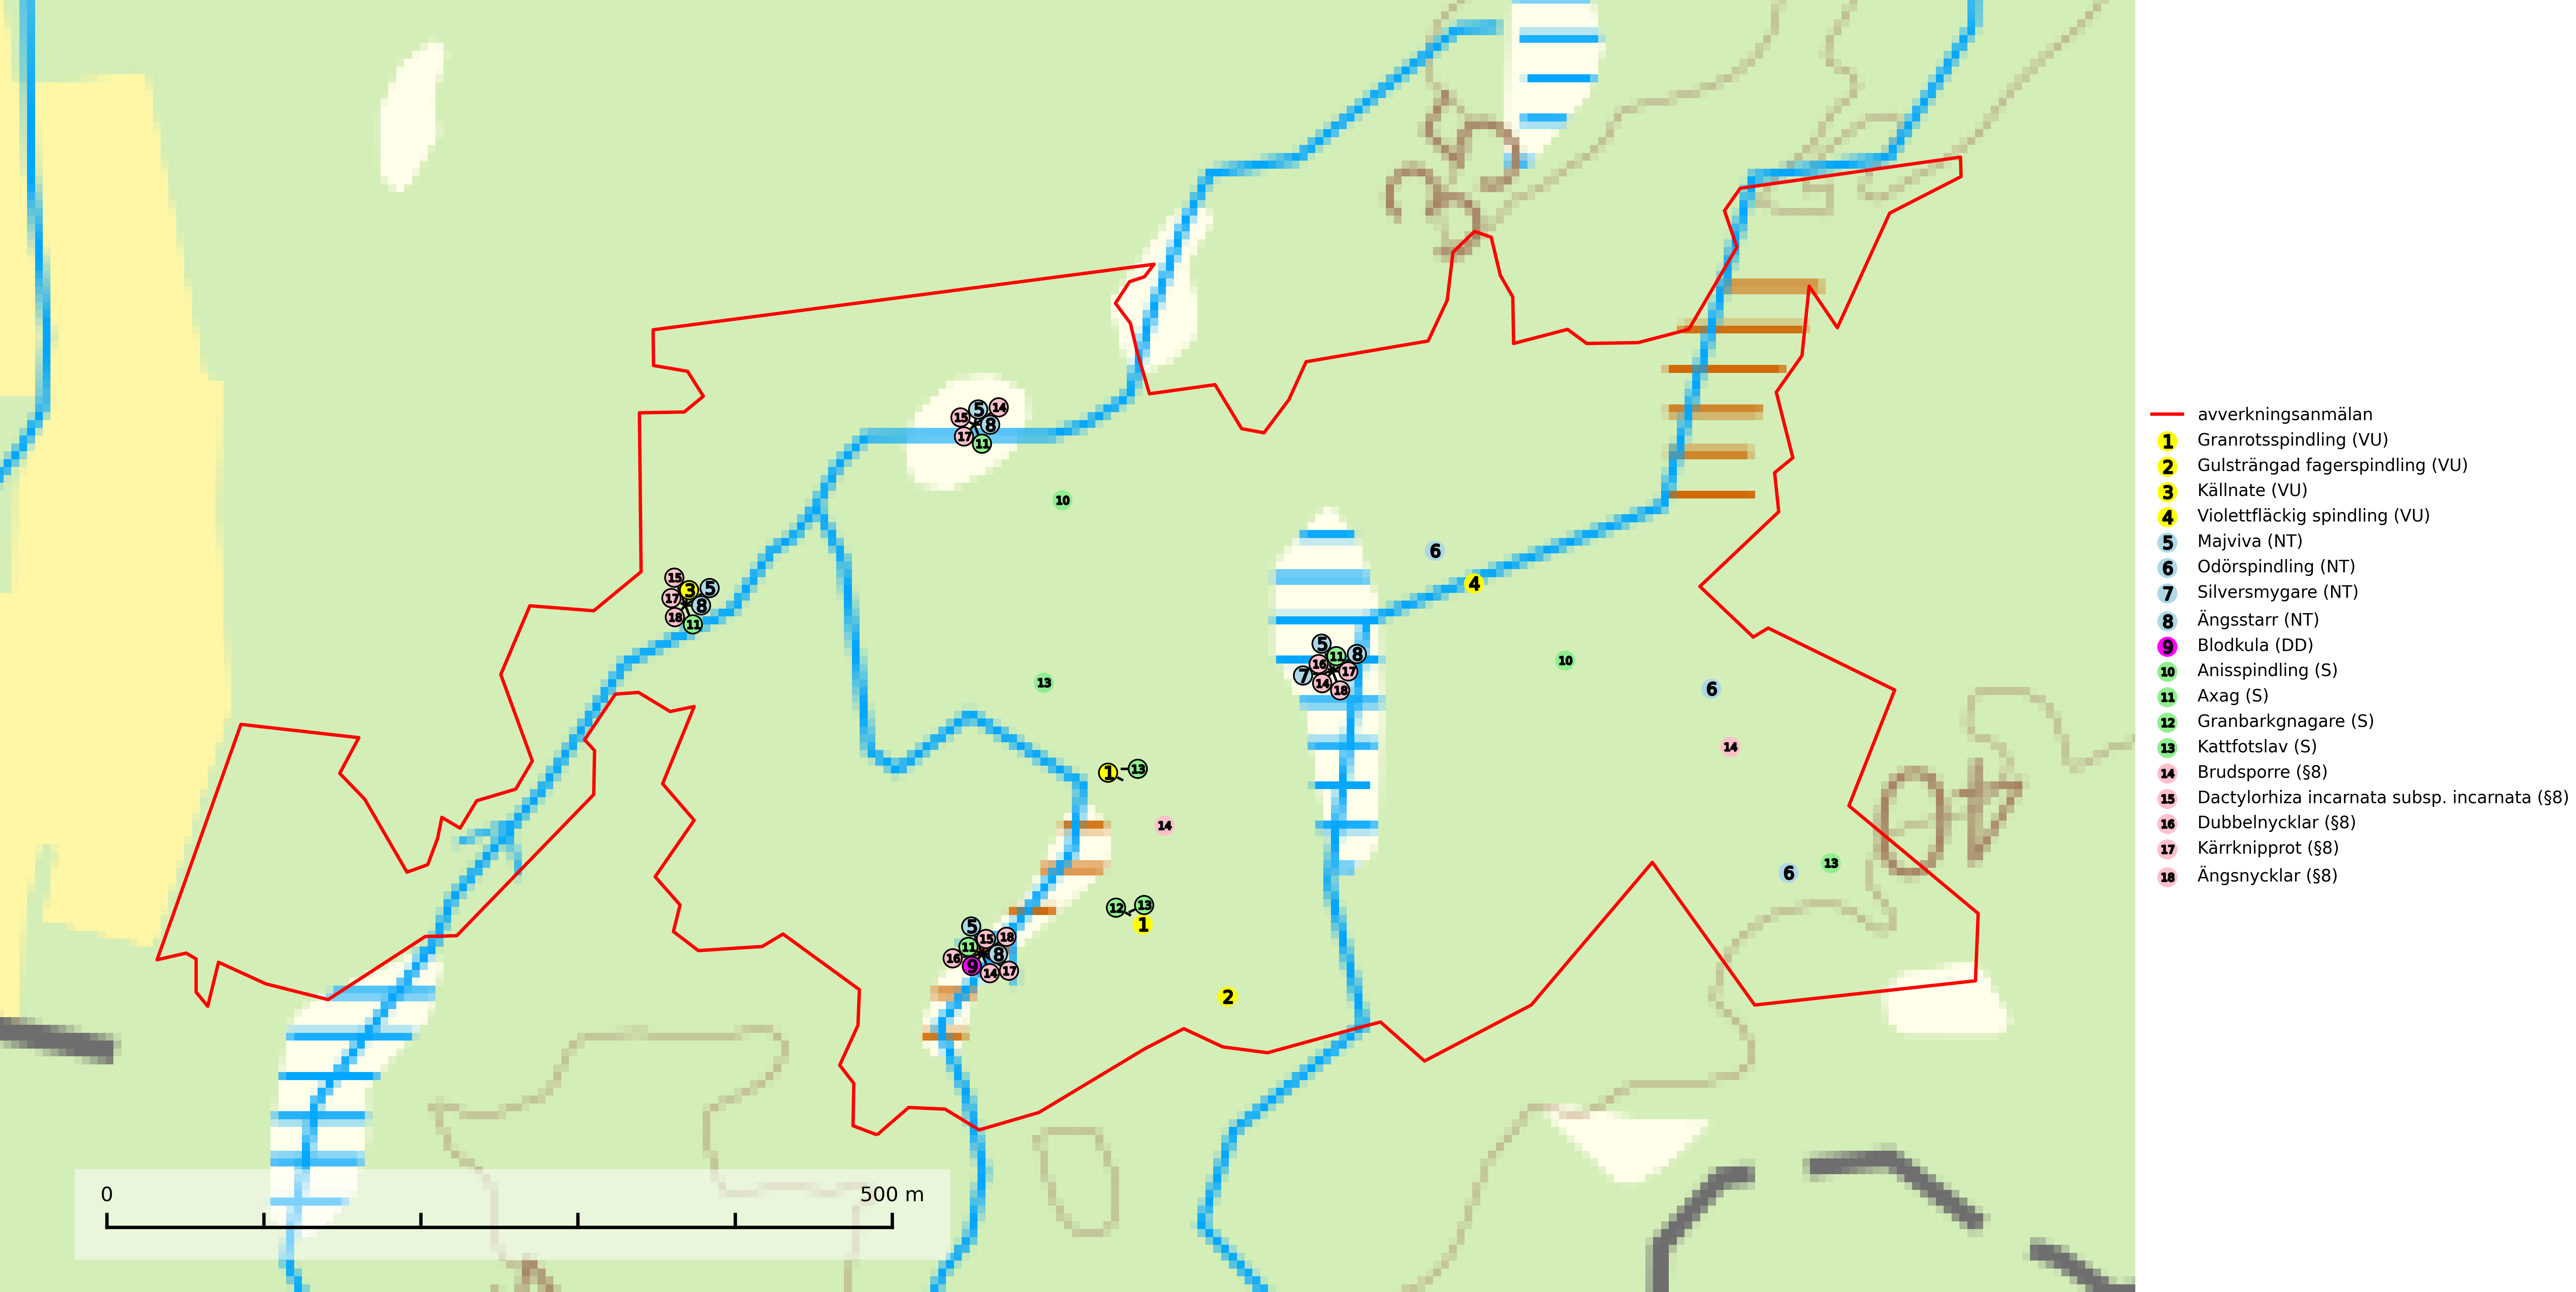 5 14
15
8
17
11
10
6
15
3 5
17 8
18 11
4
5
11 8
16
17
7
14 18
10
13
6
14
1 13
14
6 13
12 13
1
5
15 18
11
8
16
9
14 17
2
0 500 m
avverkningsanmälan
1 Granrotsspindling (VU)
2 Gulsträngad fagerspindling (VU)
3 Källnate (VU)
4 Violettfläckig spindling (VU)
5 Majviva (NT)
6 Odörspindling (NT)
7 Silversmygare (NT)
8 Ängsstarr (NT)
9 Blodkula (DD)
10 Anisspindling (S)
11 Axag (S)
12 Granbarkgnagare (S)
13 Kattfotslav (S)
14 Brudsporre (§8)
15 Dactylorhiza incarnata subsp. incarnata (§8)
16 Dubbelnycklar (§8)
17 Kärrknipprot (§8)
18 Ängsnycklar (§8)